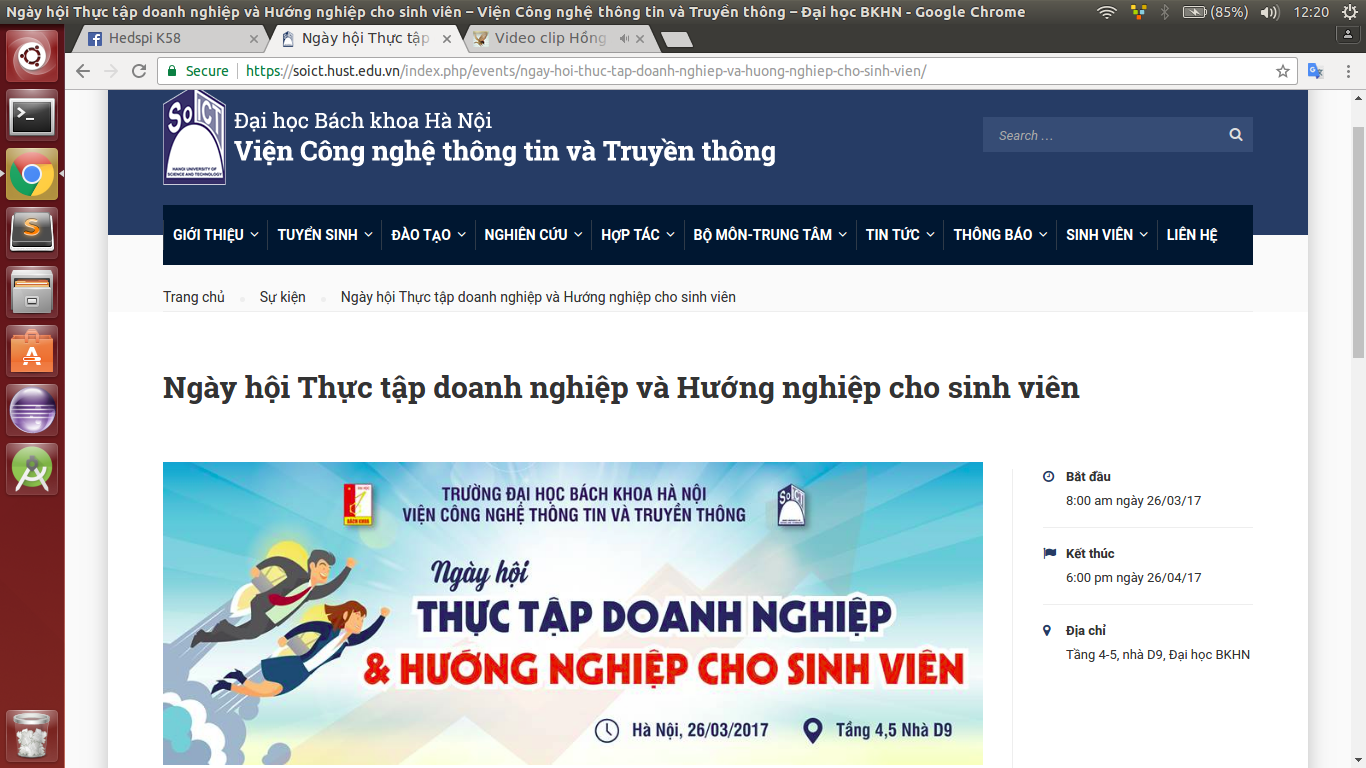 Ngày hội Thực tập doanh nghiệp và Hướng nghiệp cho sinh viên – Viện Công nghệ thông tin và Truyền thông – Đại học BKHN - Google Chrome
(85%)
12:20
Hedspi K58
Ngày hội Thực tập
Video clip Hồng
Secure
https://soict.hust.edu.vn/index.php/events/ngay-hoi-thuc-tap-doanh-nghiep-va-huong-nghiep-cho-sinh-vien/
SoICT
HANOI UNIVERSITY OF
SCIENCE AND TECHNOLOGY
Đại học Bách khoa Hà Nội
Viện Công nghệ thông tin và Truyền thông
Search ...
GIỚI THIỆU
TUYỂN SINH
ĐÀO TẠO
NGHIÊN CỨU
HỢP TÁC
BỘ MÔN-TRUNG TÂM
TIN TỨC
THÔNG BÁO
SINH VIÊN
LIÊN HỆ
Trang chủ
Sự kiện
Ngày hội Thực tập doanh nghiệp và Hướng nghiệp cho sinh viên
Ngày hội Thực tập doanh nghiệp và Hướng nghiệp cho sinh viên
TRƯỜNG ĐẠI HỌC BÁCH KHOA HÀ NỘI
VIỆN CÔNG NGHỆ THÔNG TIN VÀ TRUYỀN THÔNG
BÁCH KHOA
SoICT
Ngày hội
THỰC TẬP DOANH NGHIỆP
& HƯỚNG NGHIỆP CHO SINH VIÊN
Hà Nội, 26/03/2017
Tầng 4,5 Nhà D9
Bắt đầu
8:00 am ngày 26/03/17
Kết thúc
6:00 pm ngày 26/04/17
Địa chỉ
Tầng 4-5, nhà D9, Đại học BKHN